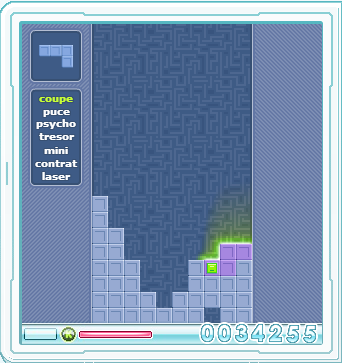 coupe
puce
psycho
tresor
mini
contrat
laser
0034255